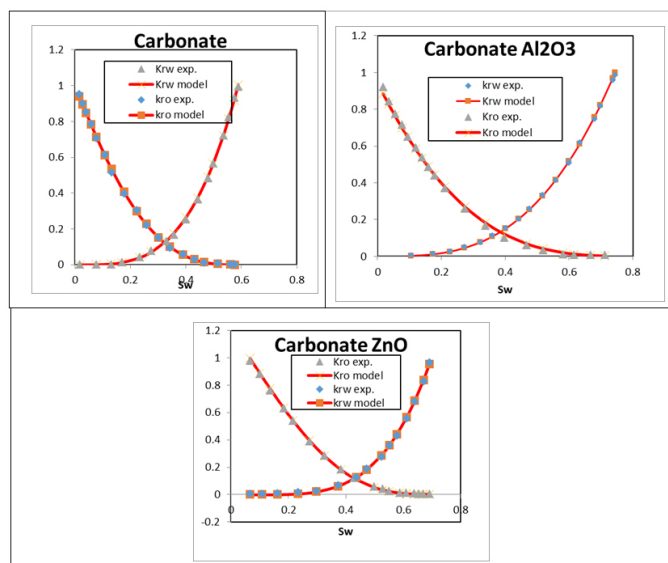 Carbonate
1.2
1
0.8
0.6
0.4
0.2
0
0 0.2 0.4 0.6 0.8
Sw
Krw exp.
Krw model
kro exp.
kro model
Carbonate Al2O3
1.2
1
0.8
0.6
0.4
0.2
0
0 0.2 0.4 0.6 0.8
Sw
krw exp.
Krw model
Kro exp.
Kro model
Carbonate ZnO
1.2
1
0.8
0.6
0.4
0.2
0
-0.2
0 0.2 0.4 0.6 0.8
Sw
Kro exp.
Kro model
krw exp.
krw model